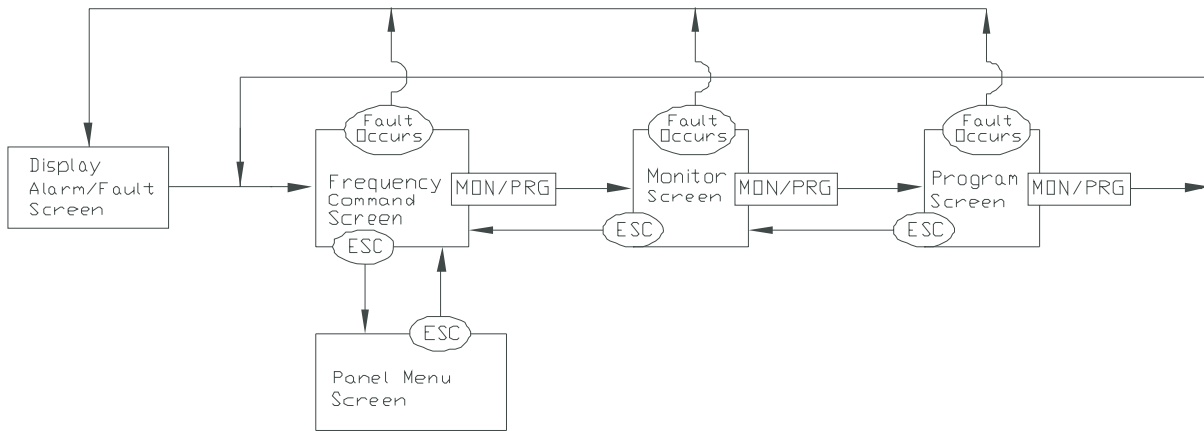 Fault
Occurs
Fault
Occurs
Fault
Occurs
Display
Alarm/Fault
Screen
Frequency
Command
Screen
MON/PRG
Monitor
Screen
MON/PRG
Program
Screen
MON/PRG
ESC
ESC
ESC
ESC
Panel Menu
Screen